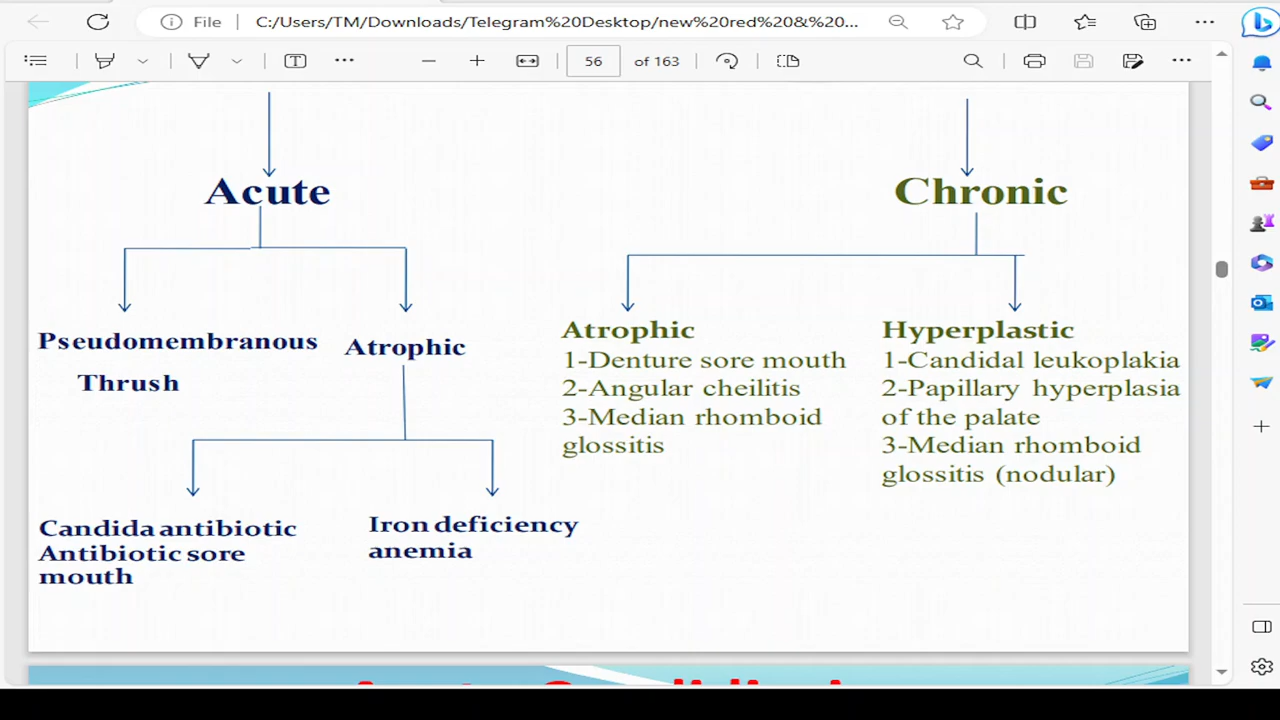 File
C:/Users/TM/Downloads/Telegram%20Desktop/new%20red%20&%20...
56 of 163
Acute
Chronic
Pseudomembranous
Thrush
Atrophic
Candida antibiotic
Antibiotic sore
mouth
Iron deficiency
anemia
Atrophic
1-Denture sore mouth
2-Angular cheilitis
3-Median rhomboid
glossitis
Hyperplastic
1-Candidal leukoplakia
2-Papillary hyperplasia
of the palate
3-Median rhomboid
glossitis (nodular)